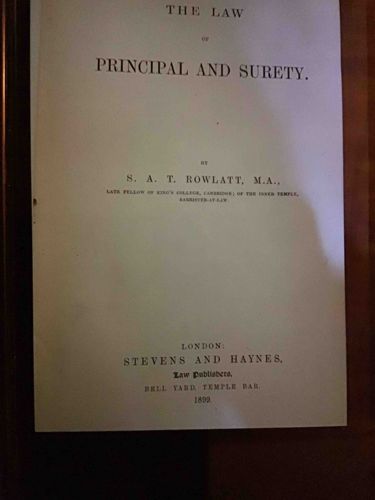 THE LAW
OF
PRINCIPAL AND SURETY.
BY
S. A. T. ROWLATT, M.A.,
LATE FELLOW OF KING'S COLLEGE, CAMBRIDGE; OF THE INNER TEMPLE,
BARRISTER-AT-LAW.
LONDON:
STEVENS AND HAYNES,
Law Publishers,
BELL YARD, TEMPLE BAR.
1899.